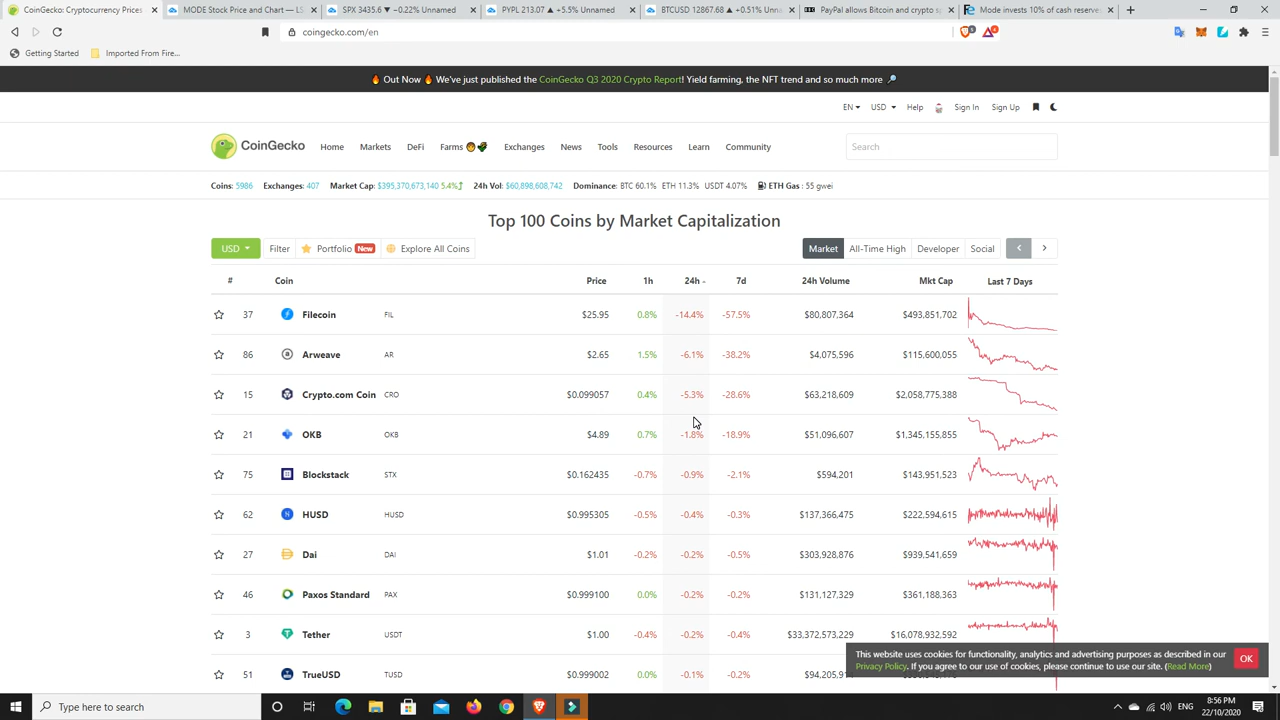 CoinGecko: Cryptocurrency Prices
MODE Stock Price and Chart — LS
SPX 3435.6 ▼ −0.22% Unnamed
PYPL 213.07 ▲ +5.5% Unnamed
BTCUSD 12867.68 ▲ +0.51% Unn
PayPal allows Bitcoin and crypto s
Mode invests 10% of cash reserve
coingecko.com/en
Getting Started
Imported From Fire...
Out Now We've just published the CoinGecko Q3 2020 Crypto Report! Yield farming, the NFT trend and so much more
EN USD Help Sign In Sign Up
CoinGecko Home Markets DeFi Farms Exchanges News Tools Resources Learn Community Search
Coins: 5986 Exchanges: 407 Market Cap: $395,370,673,140 5.4% 24h Vol: $60,898,608,742 Dominance: BTC 60.1% ETH 11.3% USDT 4.07% ETH Gas : 55 gwei
Top 100 Coins by Market Capitalization
USD Filter Portfolio New Explore All Coins Market All-Time High Developer Social < >
# Coin Price 1h 24h 7d 24h Volume Mkt Cap Last 7 Days
37 Filecoin FIL $25.95 0.8% -14.4% -57.5% $80,807,364 $493,851,702
86 Arweave AR $2.65 1.5% -6.1% -38.2% $4,075,596 $115,600,055
15 Crypto.com Coin CRO $0.099057 0.4% -5.3% -28.6% $63,218,609 $2,058,775,388
21 OKB OKB $4.89 0.7% -1.8% -18.9% $51,096,607 $1,345,155,855
75 Blockstack STX $0.162435 -0.7% -0.9% -2.1% $594,201 $143,951,523
62 HUSD HUSD $0.995305 -0.5% -0.4% -0.3% $137,366,475 $222,594,615
27 Dai DAI $1.01 -0.2% -0.2% -0.5% $303,928,876 $939,541,659
46 Paxos Standard PAX $0.999100 0.0% -0.2% -0.2% $131,127,329 $361,188,363
3 Tether USDT $1.00 -0.4% -0.2% -0.4% $33,372,573,229 $16,078,932,592
51 TrueUSD TUSD $0.999002 0.0% -0.1% -0.2%
This website uses cookies for functionality, analytics and advertising purposes as described in our
Privacy Policy. If you agree to our use of cookies, please continue to use our site. (Read More)
OK
Type here to search
ENG
8:56 PM
22/10/2020